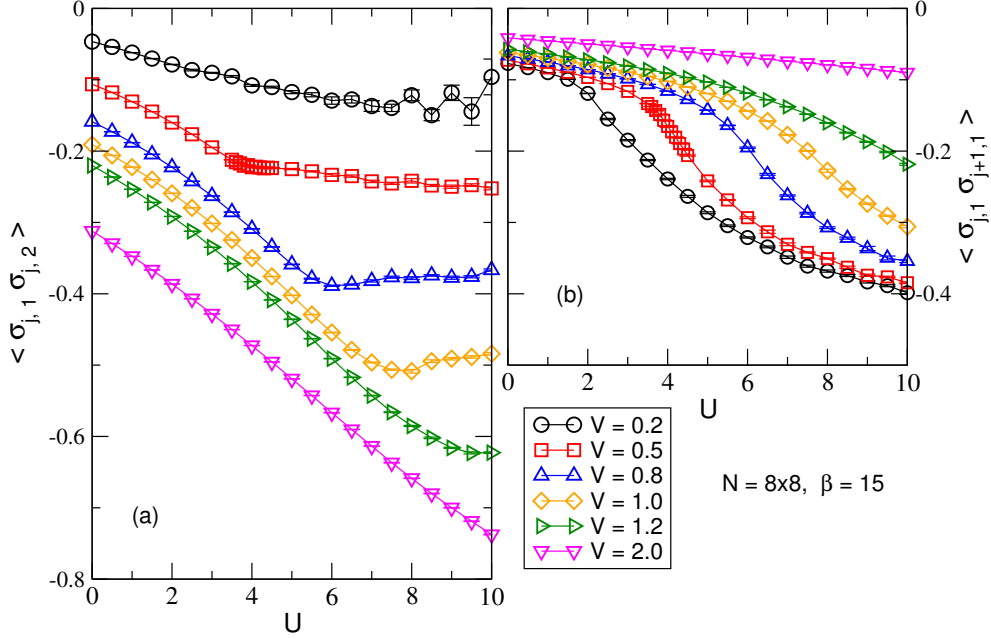 0
-0.2
-0.4
-0.6
-0.8
< σj, 1 σj, 2 >
0 2 4 6 8 10
U
(a)
0
-0.2
-0.4
< σj,1 σj+1,1 >
0 2 4 6 8 10
U
(b)
V = 0.2
V = 0.5
V = 0.8
V = 1.0
V = 1.2
V = 2.0
N = 8x8, β = 15